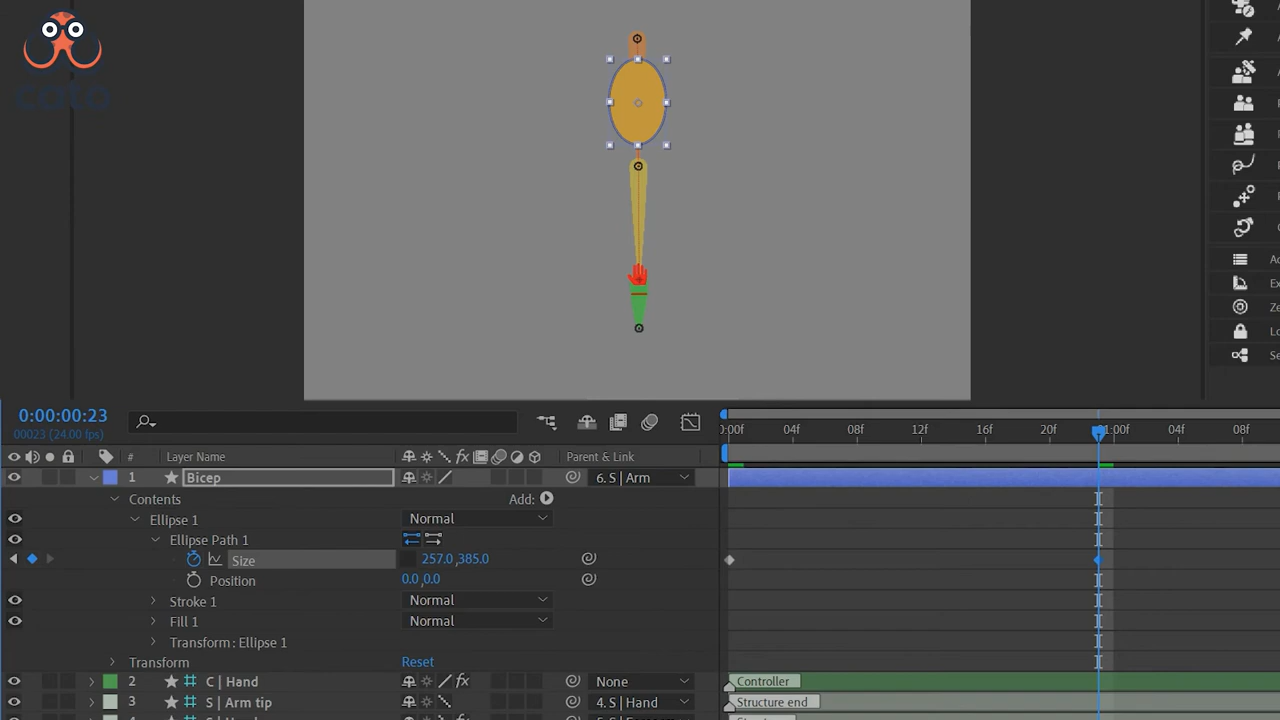 coto
0:00:00:23
00023 (24.00 fps)
0:00f 04f 08f 12f 16f 20f 01:00f 04f 08f
# Layer Name fx Parent & Link
1 Bicep 6. S | Arm
Contents Add:
Ellipse 1 Normal
Ellipse Path 1
Size 257.0,385.0
Position 0.0,0.0
Stroke 1 Normal
Fill 1 Normal
Transform : Ellipse 1
Transform Reset
2 C | Hand fx None Controller
3 S | Arm tip 4. S | Hand Structure end